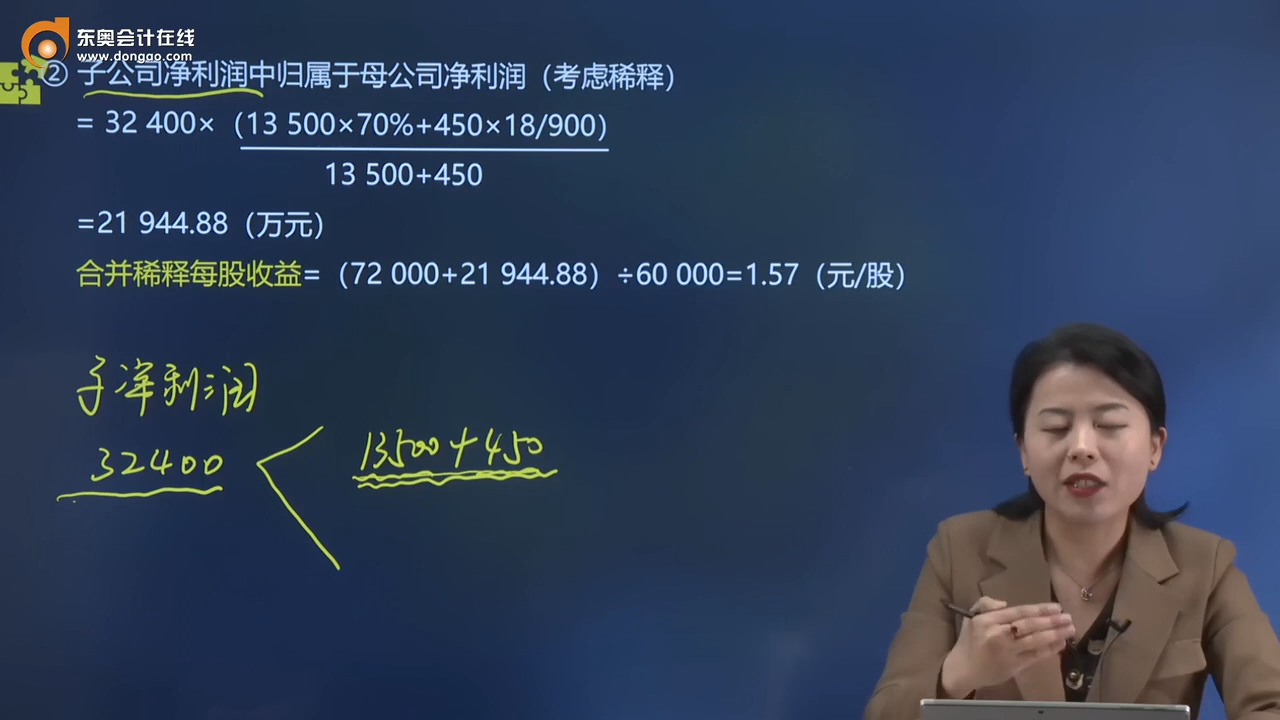 东奥会计在线
www.dongao.com
② 子公司净利润中归属于母公司净利润（考虑稀释）
= 32 400×（13 500×70%+450×18/900）
13 500+450
=21 944.88（万元）
合并稀释每股收益=（72 000+21 944.88）÷60 000=1.57（元/股）
子净利润
32400
13500+450